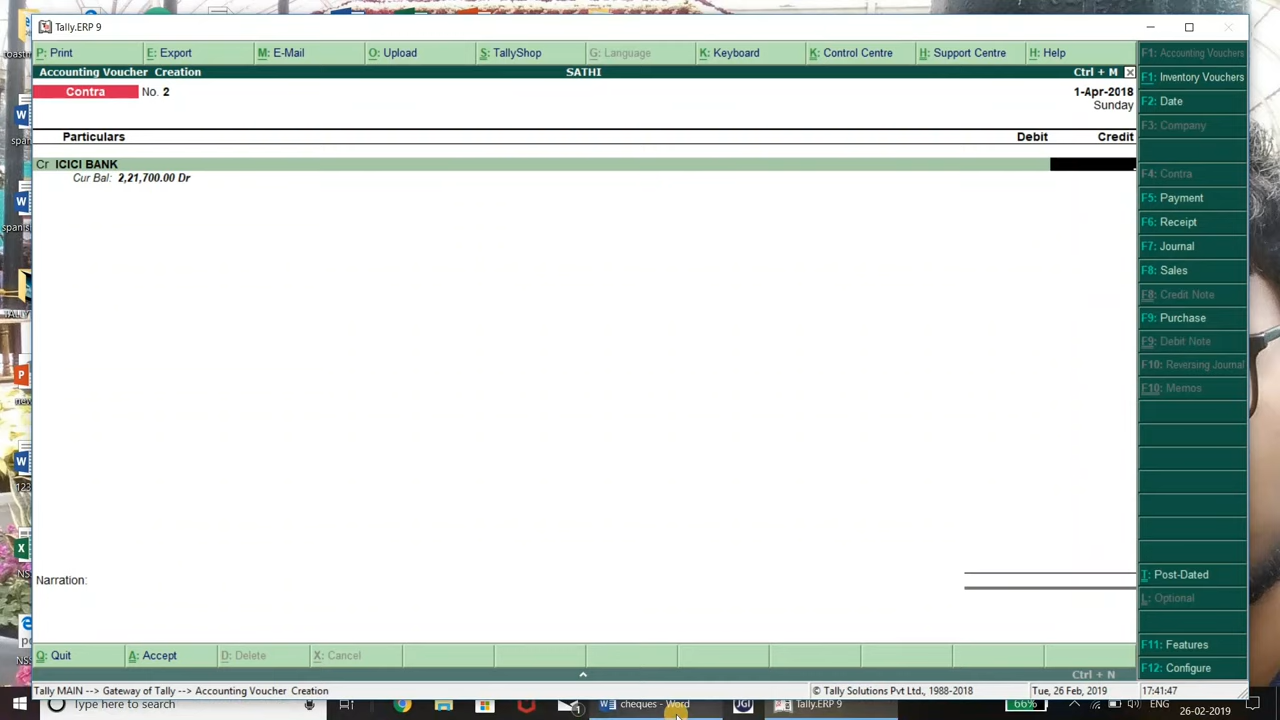 Tally.ERP 9
P: Print
E: Export
M: E-Mail
O: Upload
S: TallyShop
G: Language
K: Keyboard
K: Control Centre
H: Support Centre
H: Help
Accounting Voucher Creation
SATHI
Ctrl + M
Contra
No. 2
1-Apr-2018
Sunday
Particulars
Debit
Credit
Cr ICICI BANK
Cur Bal: 2,21,700.00 Dr
Narration:
F1: Accounting Vouchers
F1: Inventory Vouchers
F2: Date
F3: Company
F4: Contra
F5: Payment
F6: Receipt
F7: Journal
F8: Sales
F8: Credit Note
F9: Purchase
F9: Debit Note
F10: Reversing Journal
F10: Memos
T: Post-Dated
L: Optional
F11: Features
F12: Configure
Q: Quit
A: Accept
D: Delete
X: Cancel
Ctrl + N
Tally MAIN --> Gateway of Tally --> Accounting Voucher Creation
© Tally Solutions Pvt Ltd., 1988-2018
Tue, 26 Feb, 2019
17:41:47
Type here to search
cheques - Word
Tally.ERP 9
66%
ENG
26-02-2019